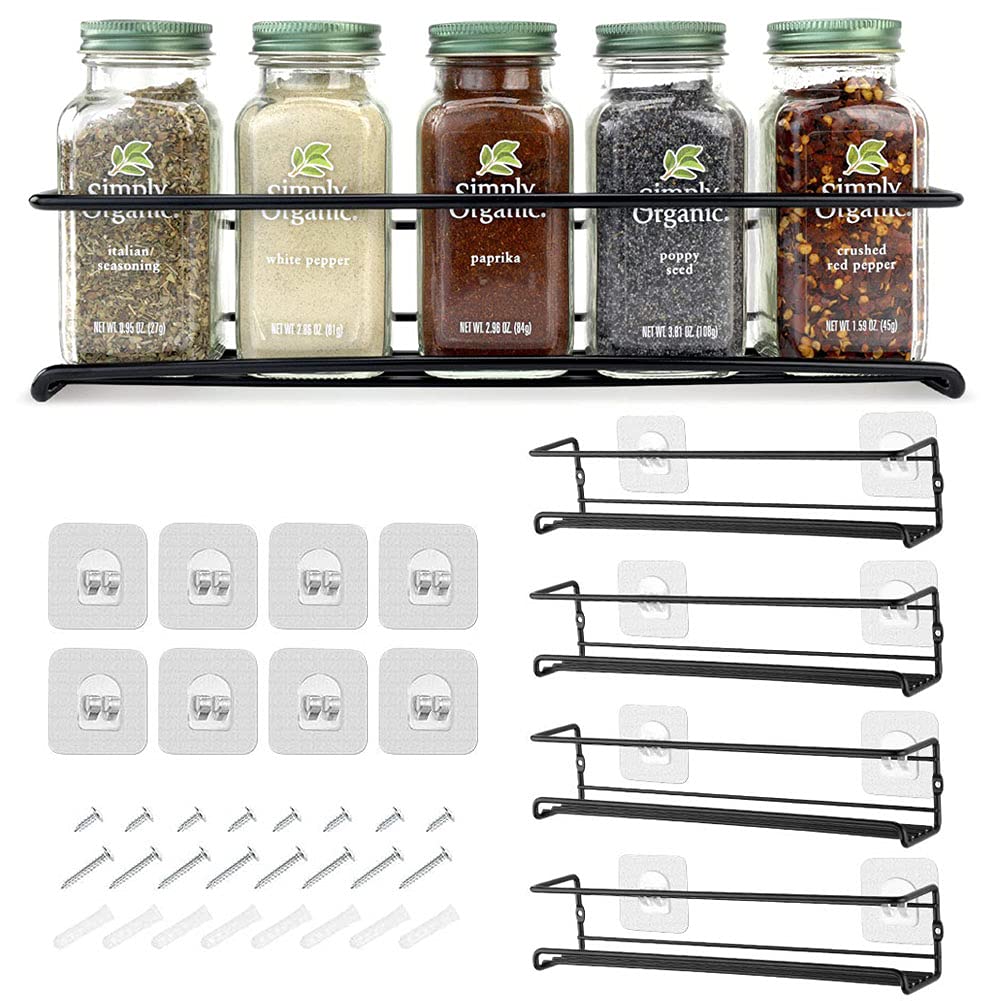 Simply
Organic.
italian/
seasoning
NET WT. 0.95 OZ. (27g)
Simply
Organic.
white pepper
NET WT. 2.86 OZ. (81g)
Simply
Organic.
paprika
NET WT. 2.96 OZ. (84g)
Simply
Organic.
poppy
seed
NET WT. 3.81 OZ. (108g)
Simply
Organic.
crushed
red pepper
NET WT. 1.59 OZ. (45g)